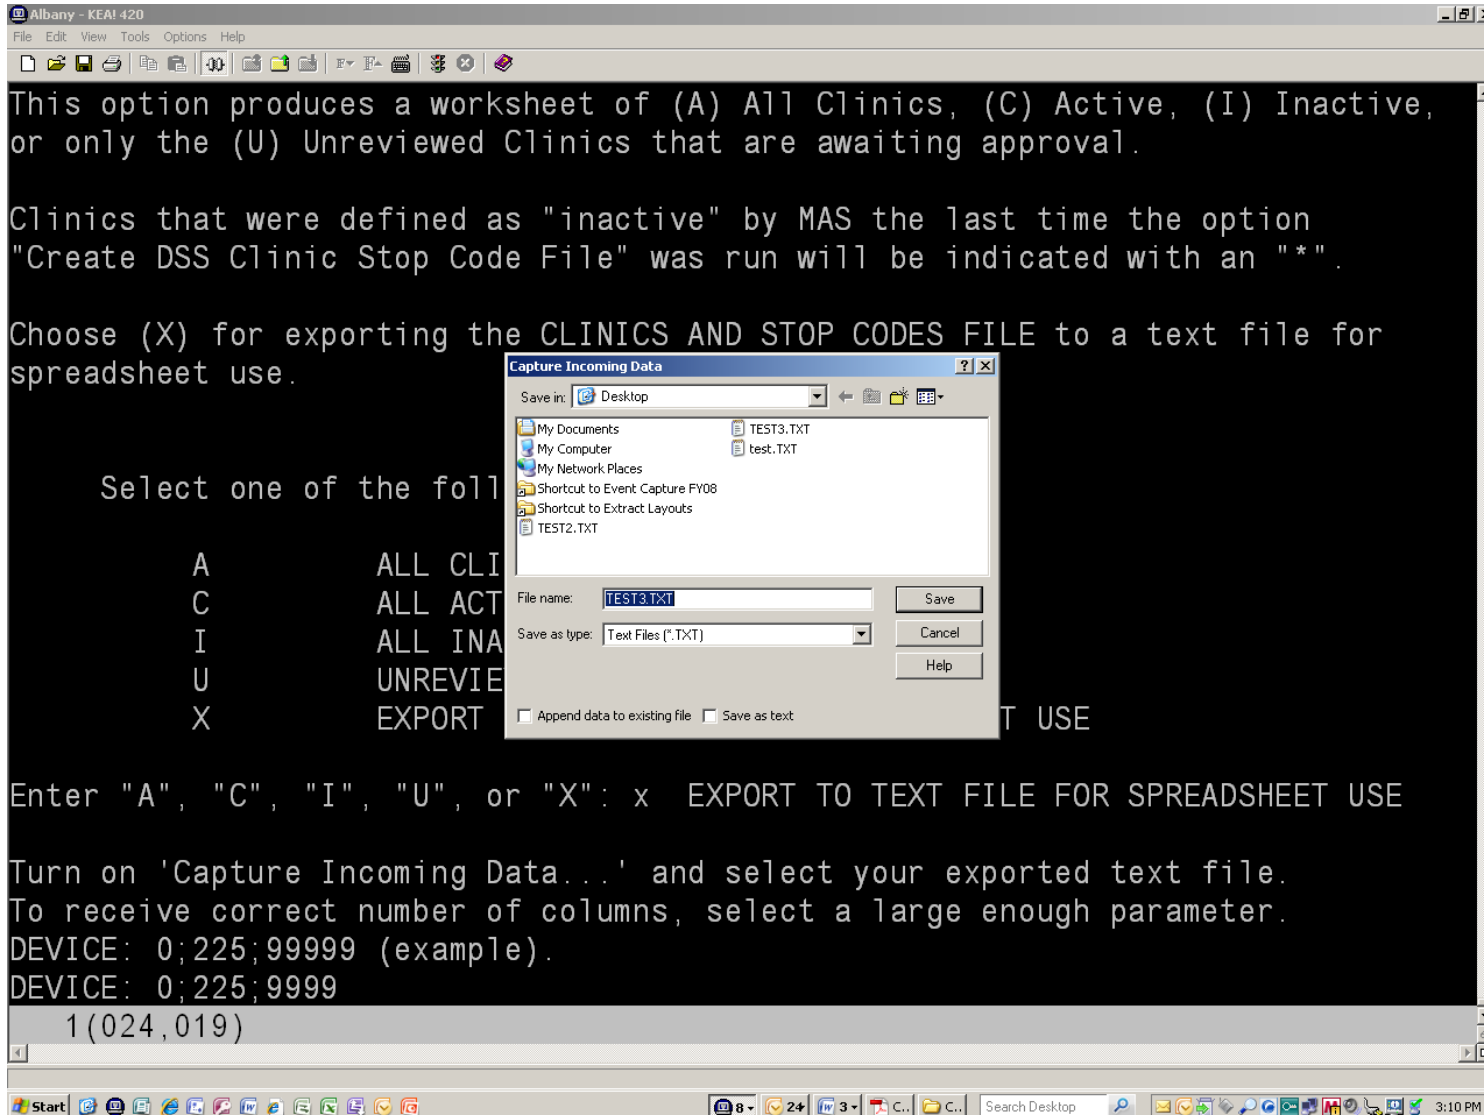 Albany - KEA! 420
File Edit View Tools Options Help
This option produces a worksheet of (A) All Clinics, (C) Active, (I) Inactive,
or only the (U) Unreviewed Clinics that are awaiting approval.
Clinics that were defined as "inactive" by MAS the last time the option
"Create DSS Clinic Stop Code File" was run will be indicated with an "*".
Choose (X) for exporting the CLINICS AND STOP CODES FILE to a text file for
spreadsheet use.
Capture Incoming Data
Save in: Desktop
My Documents
My Computer
My Network Places
Shortcut to Event Capture FY08
Shortcut to Extract Layouts
TEST2.TXT
TEST3.TXT
test.TXT
File name: TEST3.TXT Save
Save as type: Text Files (*.TXT) Cancel
Help
Append data to existing file Save as text
Select one of the foll
A ALL CLI
C ALL ACT
I ALL INA
U UNREVIE
X EXPORT T USE
Enter "A", "C", "I", "U", or "X": x EXPORT TO TEXT FILE FOR SPREADSHEET USE
Turn on 'Capture Incoming Data...' and select your exported text file.
To receive correct number of columns, select a large enough parameter.
DEVICE: 0;225;99999 (example).
DEVICE: 0;225;9999
1(024,019)
Start 8 24 3 C.. C.. Search Desktop 3:10 PM